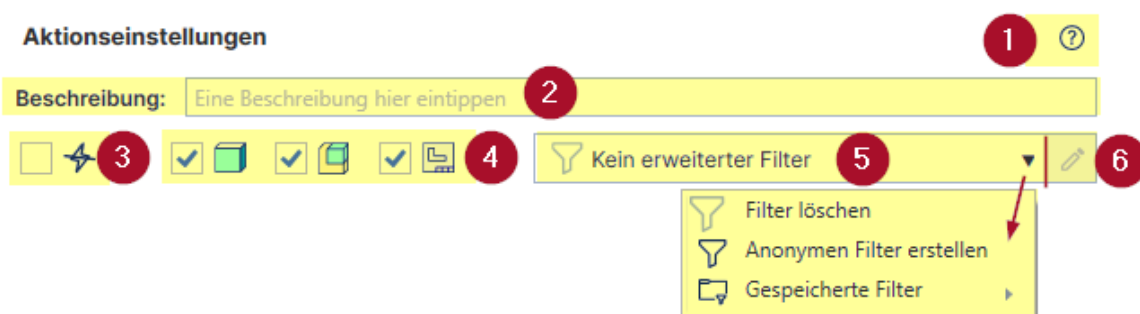 Aktionseinstellungen 1 ?
Beschreibung: Eine Beschreibung hier eintippen 2
3 4 Kein erweiterter Filter 5 6
Filter löschen
Anonymen Filter erstellen
Gespeicherte Filter